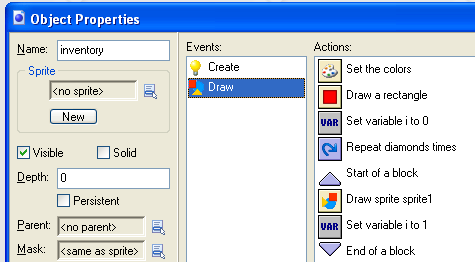 Object Properties
Name: inventory
Sprite
<no sprite>
New
Visible Solid
Depth: 0
Persistent
Parent: <no parent>
Mask: <same as sprite>
Events:
Create
Draw
Actions:
Set the colors
Draw a rectangle
VAR Set variable i to 0
Repeat diamonds times
Start of a block
Draw sprite sprite1
VAR Set variable i to 1
End of a block